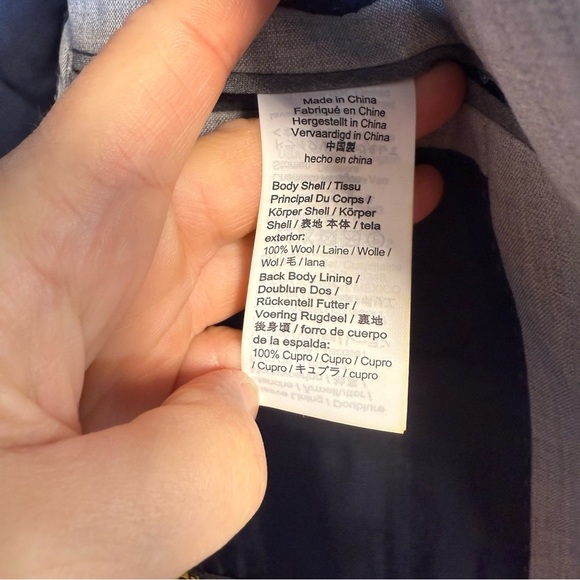 Made in China
Fabriqué en Chine
Hergestellt in China
Vervaardigd in China
中国製
hecho en china
Body Shell / Tissu
Principal Du Corps /
Körper Shell / Körper
Shell / 表地 本体 / tela
exterior:
100% Wool / Laine / Wolle /
Wol / 毛 / lana
Back Body Lining /
Doublure Dos /
Rückenteil Futter /
Voering Rugdeel / 裏地
後身頃 / forro de cuerpo
de la espalda:
100% Cupro / Cupro / Cupro
/ Cupro / キュプラ / cupro